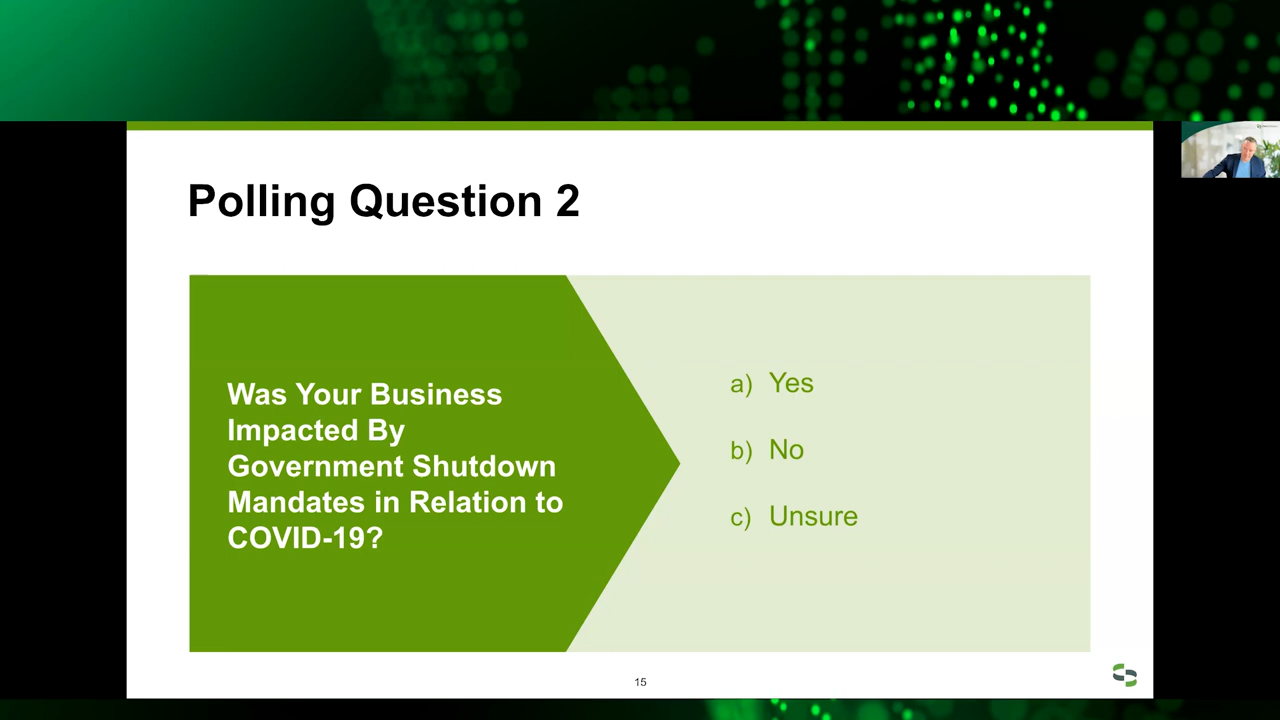 Polling Question 2
Was Your Business
Impacted By
Government Shutdown
Mandates in Relation to
COVID-19?
a) Yes
b) No
c) Unsure
15